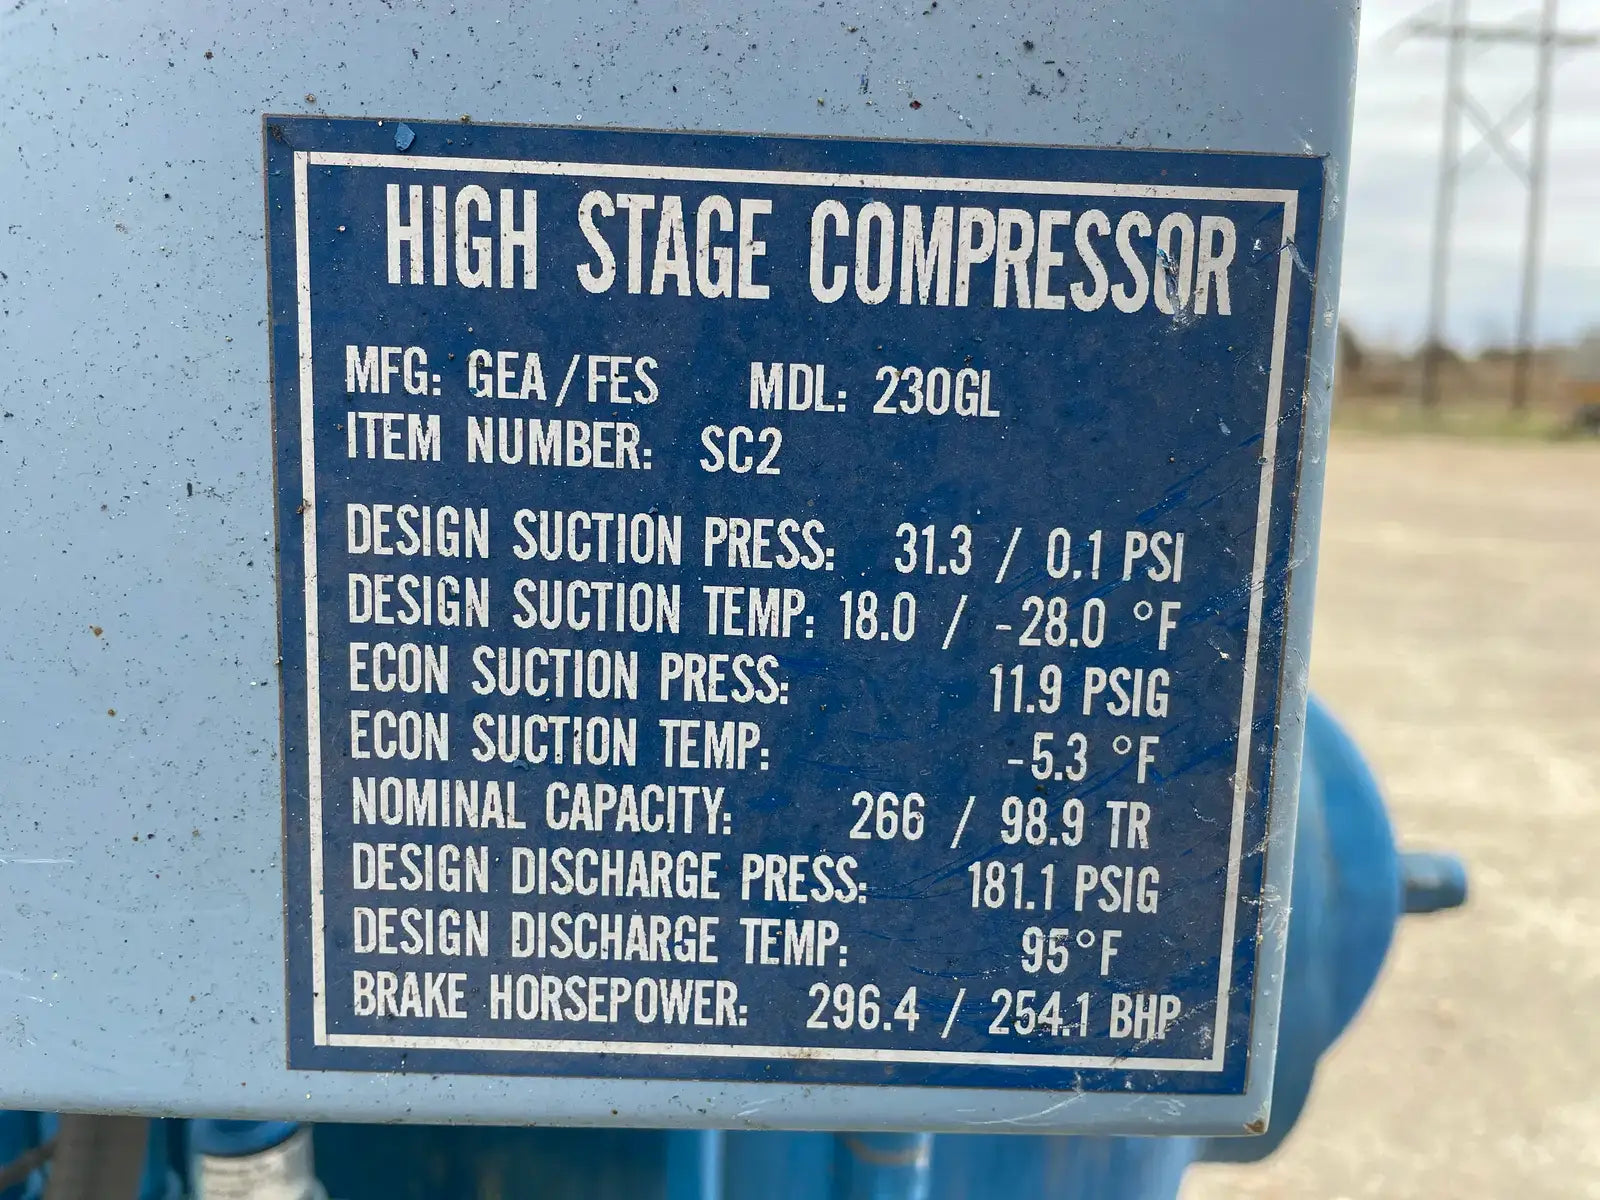 HIGH STAGE COMPRESSOR
MFG: GEA/FES MDL: 230GL
ITEM NUMBER: SC2
DESIGN SUCTION PRESS: 31.3 / 0.1 PSI
DESIGN SUCTION TEMP: 18.0 / -28.0 °F
ECON SUCTION PRESS: 11.9 PSIG
ECON SUCTION TEMP: -5.3 °F
NOMINAL CAPACITY: 266 / 98.9 TR
DESIGN DISCHARGE PRESS: 181.1 PSIG
DESIGN DISCHARGE TEMP: 95°F
BRAKE HORSEPOWER: 296.4 / 254.1 BHP